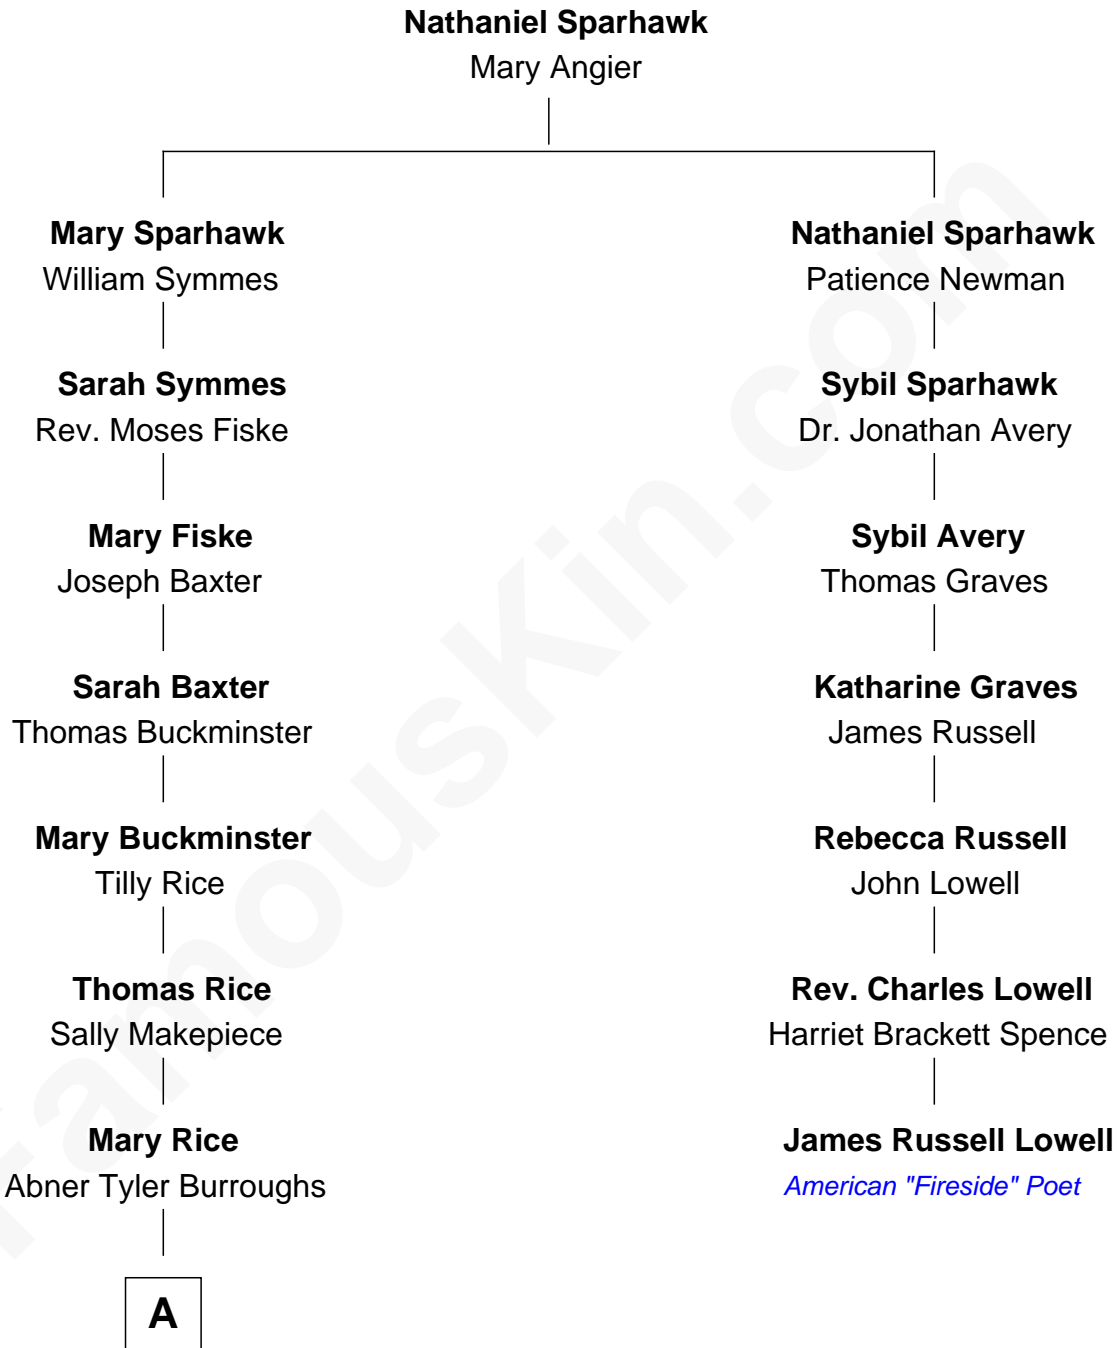 Nathaniel Sparhawk
Mary Angier
Mary Sparhawk
William Symmes
Nathaniel Sparhawk
Patience Newman
Sarah Symmes
Rev. Moses Fiske
Sybil Sparhawk
Dr. Jonathan Avery
Mary Fiske
Joseph Baxter
Sybil Avery
Thomas Graves
Sarah Baxter
Thomas Buckminster
Katharine Graves
James Russell
Mary Buckminster
Tilly Rice
Rebecca Russell
John Lowell
Thomas Rice
Sally Makepiece
Rev. Charles Lowell
Harriet Brackett Spence
Mary Rice
Abner Tyler Burroughs
James Russell Lowell
American "Fireside" Poet
A
FamousKin.com